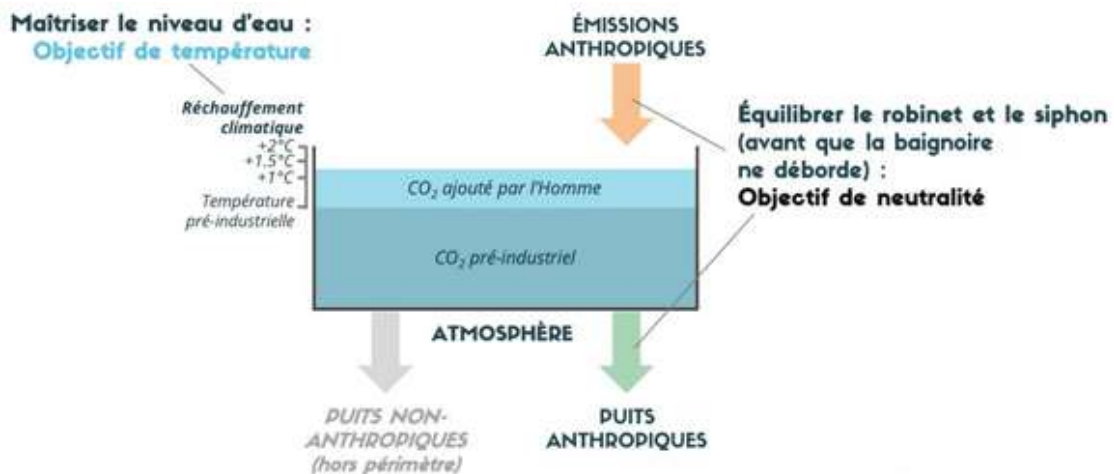 Maîtriser le niveau d'eau :
Objectif de température
Réchauffement
climatique
+2°C
+1.5°C
+1°C
Température
pré-industrielle
ÉMISSIONS
ANTHROPIQUES
Équilibrer le robinet et le siphon
(avant que la baignoire
ne déborde) :
Objectif de neutralité
CO₂ ajouté par l'Homme
CO₂ pré-industriel
ATMOSPHÈRE
PUITS NON-
ANTHROPIQUES
(hors périmètre)
PUITS
ANTHROPIQUES